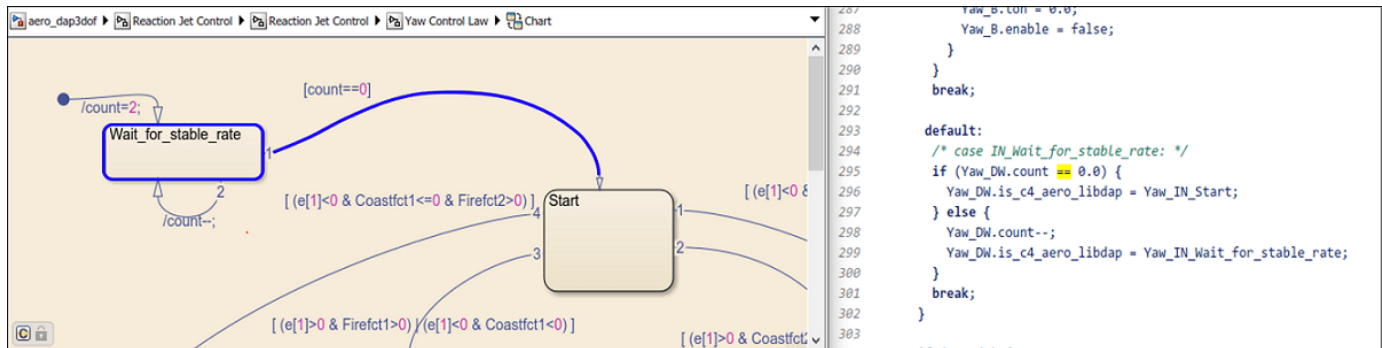 aero_dap3dof ▶ Reaction Jet Control ▶ Reaction Jet Control ▶ Yaw Control Law ▶ Chart
[count==0]
/count=2;
Wait_for_stable_rate
1
2
/count--;
[ (e[1]<0 & Coastfct1<=0 & Firefct2>0) ]
[ (e[1]<0 &
4
Start
1
3
2
[ (e[1]>0 & Firefct1>0) | (e[1]<0 & Coastfct1<0) ]
[ (e[1]>0 & Coastfct2
C
287 Yaw_B.ton = 0.0;
288 Yaw_B.enable = false;
289 }
290 }
291 break;
292
293 default:
294 /* case IN_Wait_for_stable_rate: */
295 if (Yaw_DW.count == 0.0) {
296 Yaw_DW.is_c4_aero_libdap = Yaw_IN_Start;
297 } else {
298 Yaw_DW.count--;
299 Yaw_DW.is_c4_aero_libdap = Yaw_IN_Wait_for_stable_rate;
300 }
301 break;
302 }
303